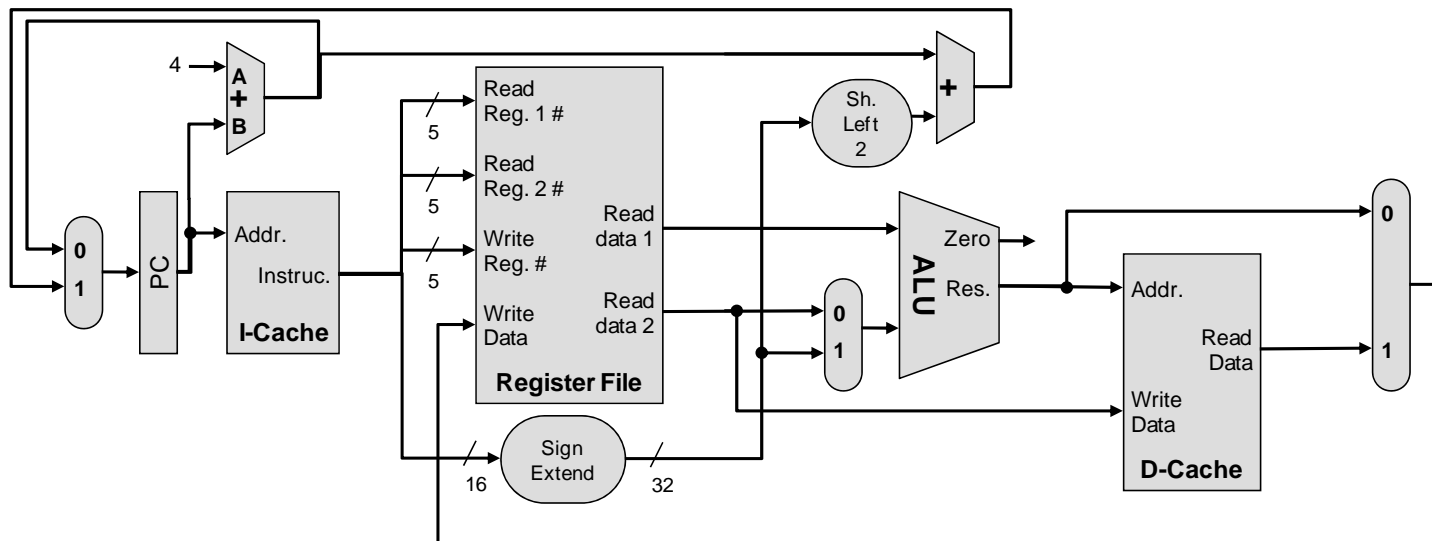 4
A
+
B
0
1
PC
Addr.
Instruc.
I-Cache
5
5
5
Read
Reg. 1 #
Read
Reg. 2 #
Write
Reg. #
Write
Data
Read
data 1
Read
data 2
Register File
16
Sign
Extend
32
Sh.
Left
2
+
0
1
ALU
Zero
Res.
Addr.
Read
Data
Write
Data
D-Cache
0
1